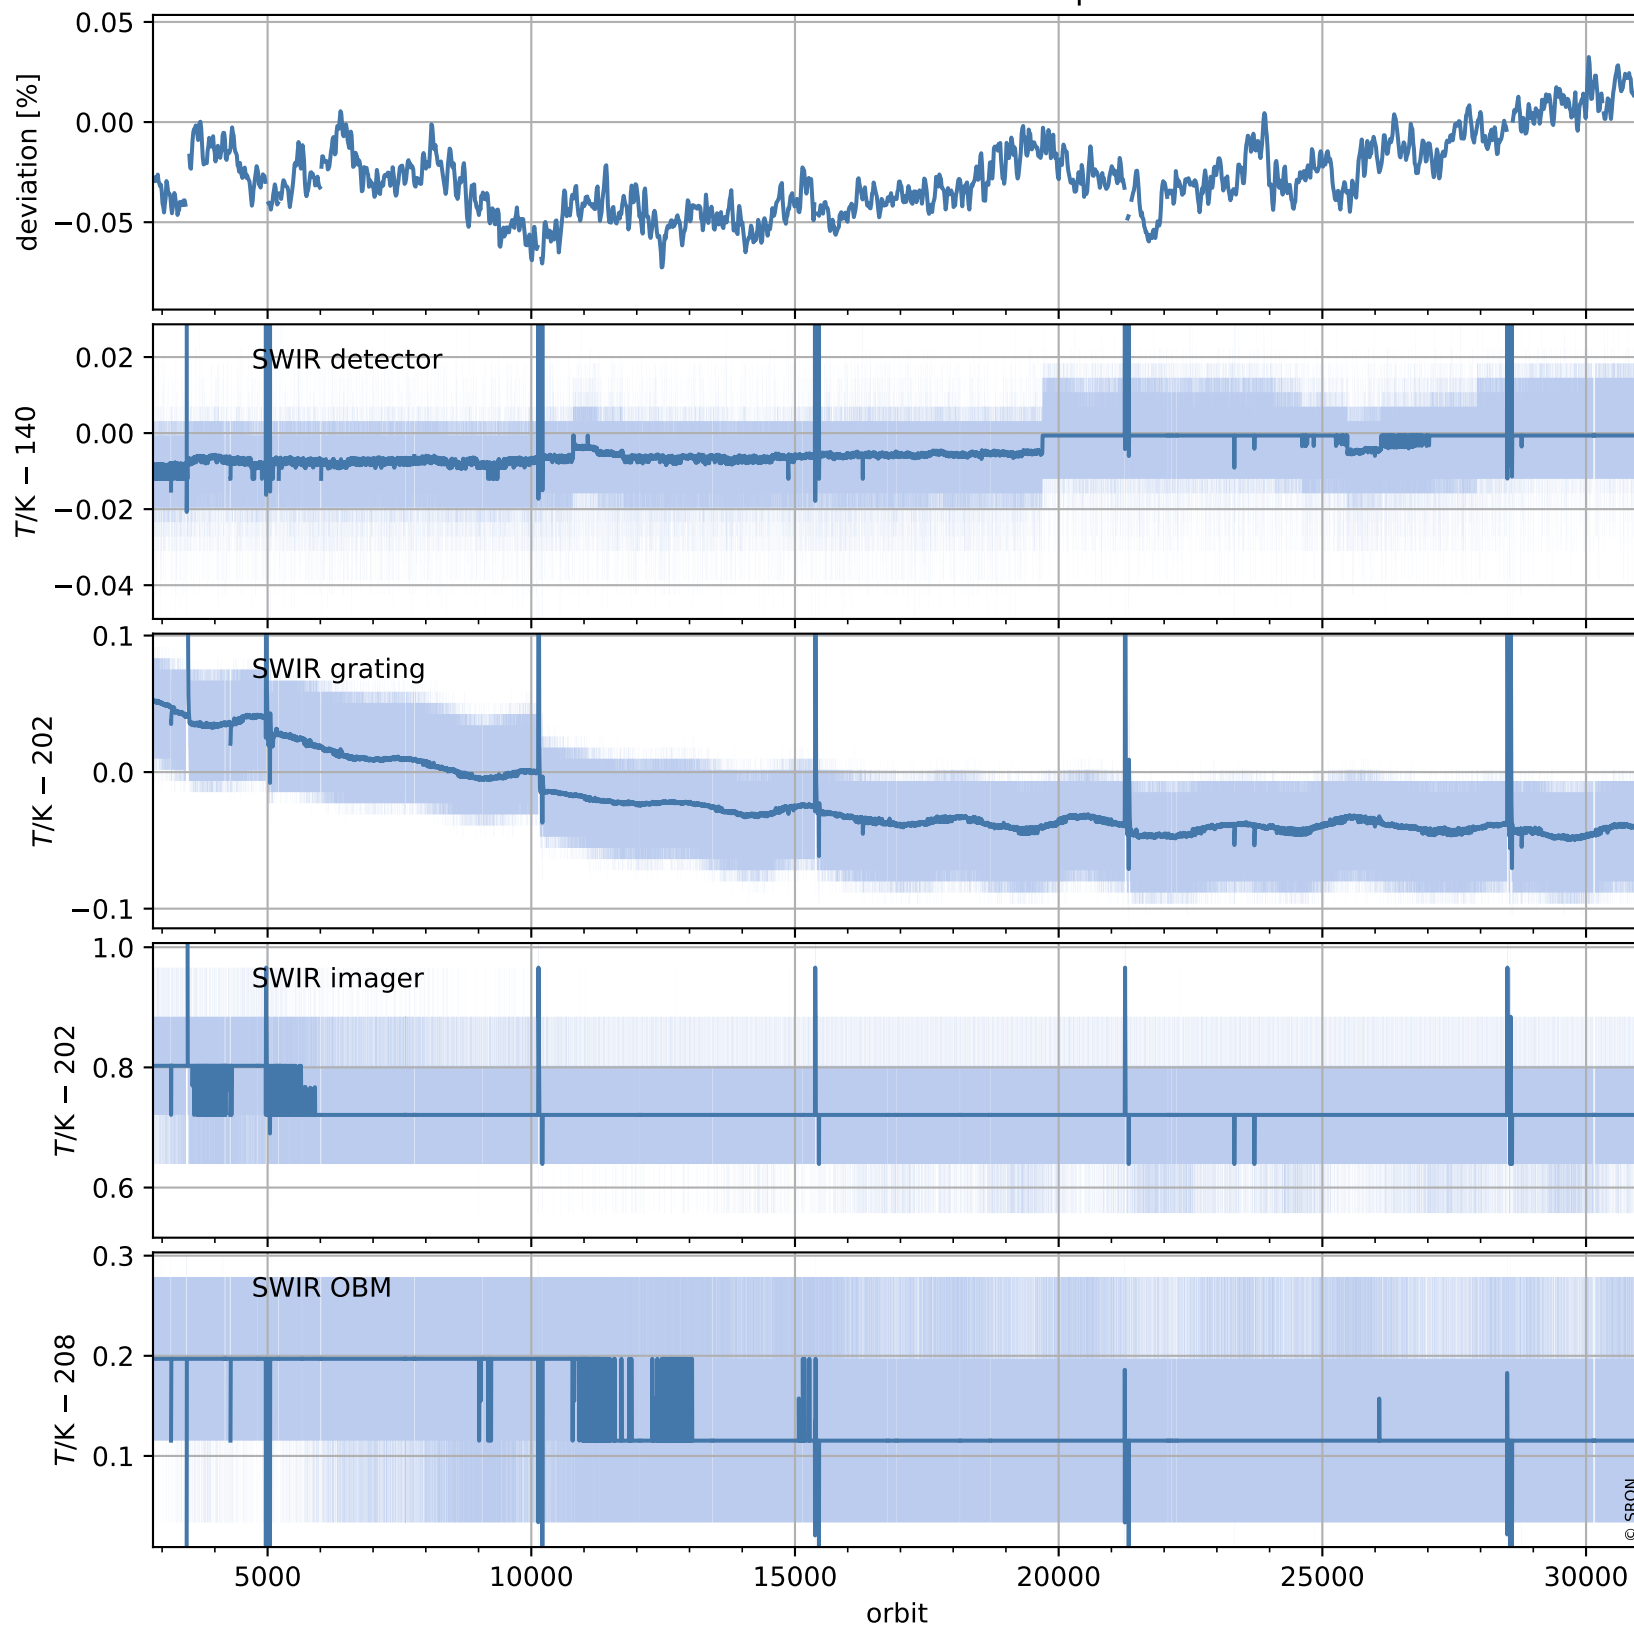 0.05
0.00
−0.05
deviation [%]
SWIR detector
0.02
0.00
−0.02
−0.04
T/K − 140
SWIR grating
0.1
0.0
−0.1
T/K − 202
SWIR imager
1.0
0.8
0.6
T/K − 202
SWIR OBM
0.3
0.2
0.1
T/K − 208
5000 10000 15000 20000 25000 30000
orbit
© SRON